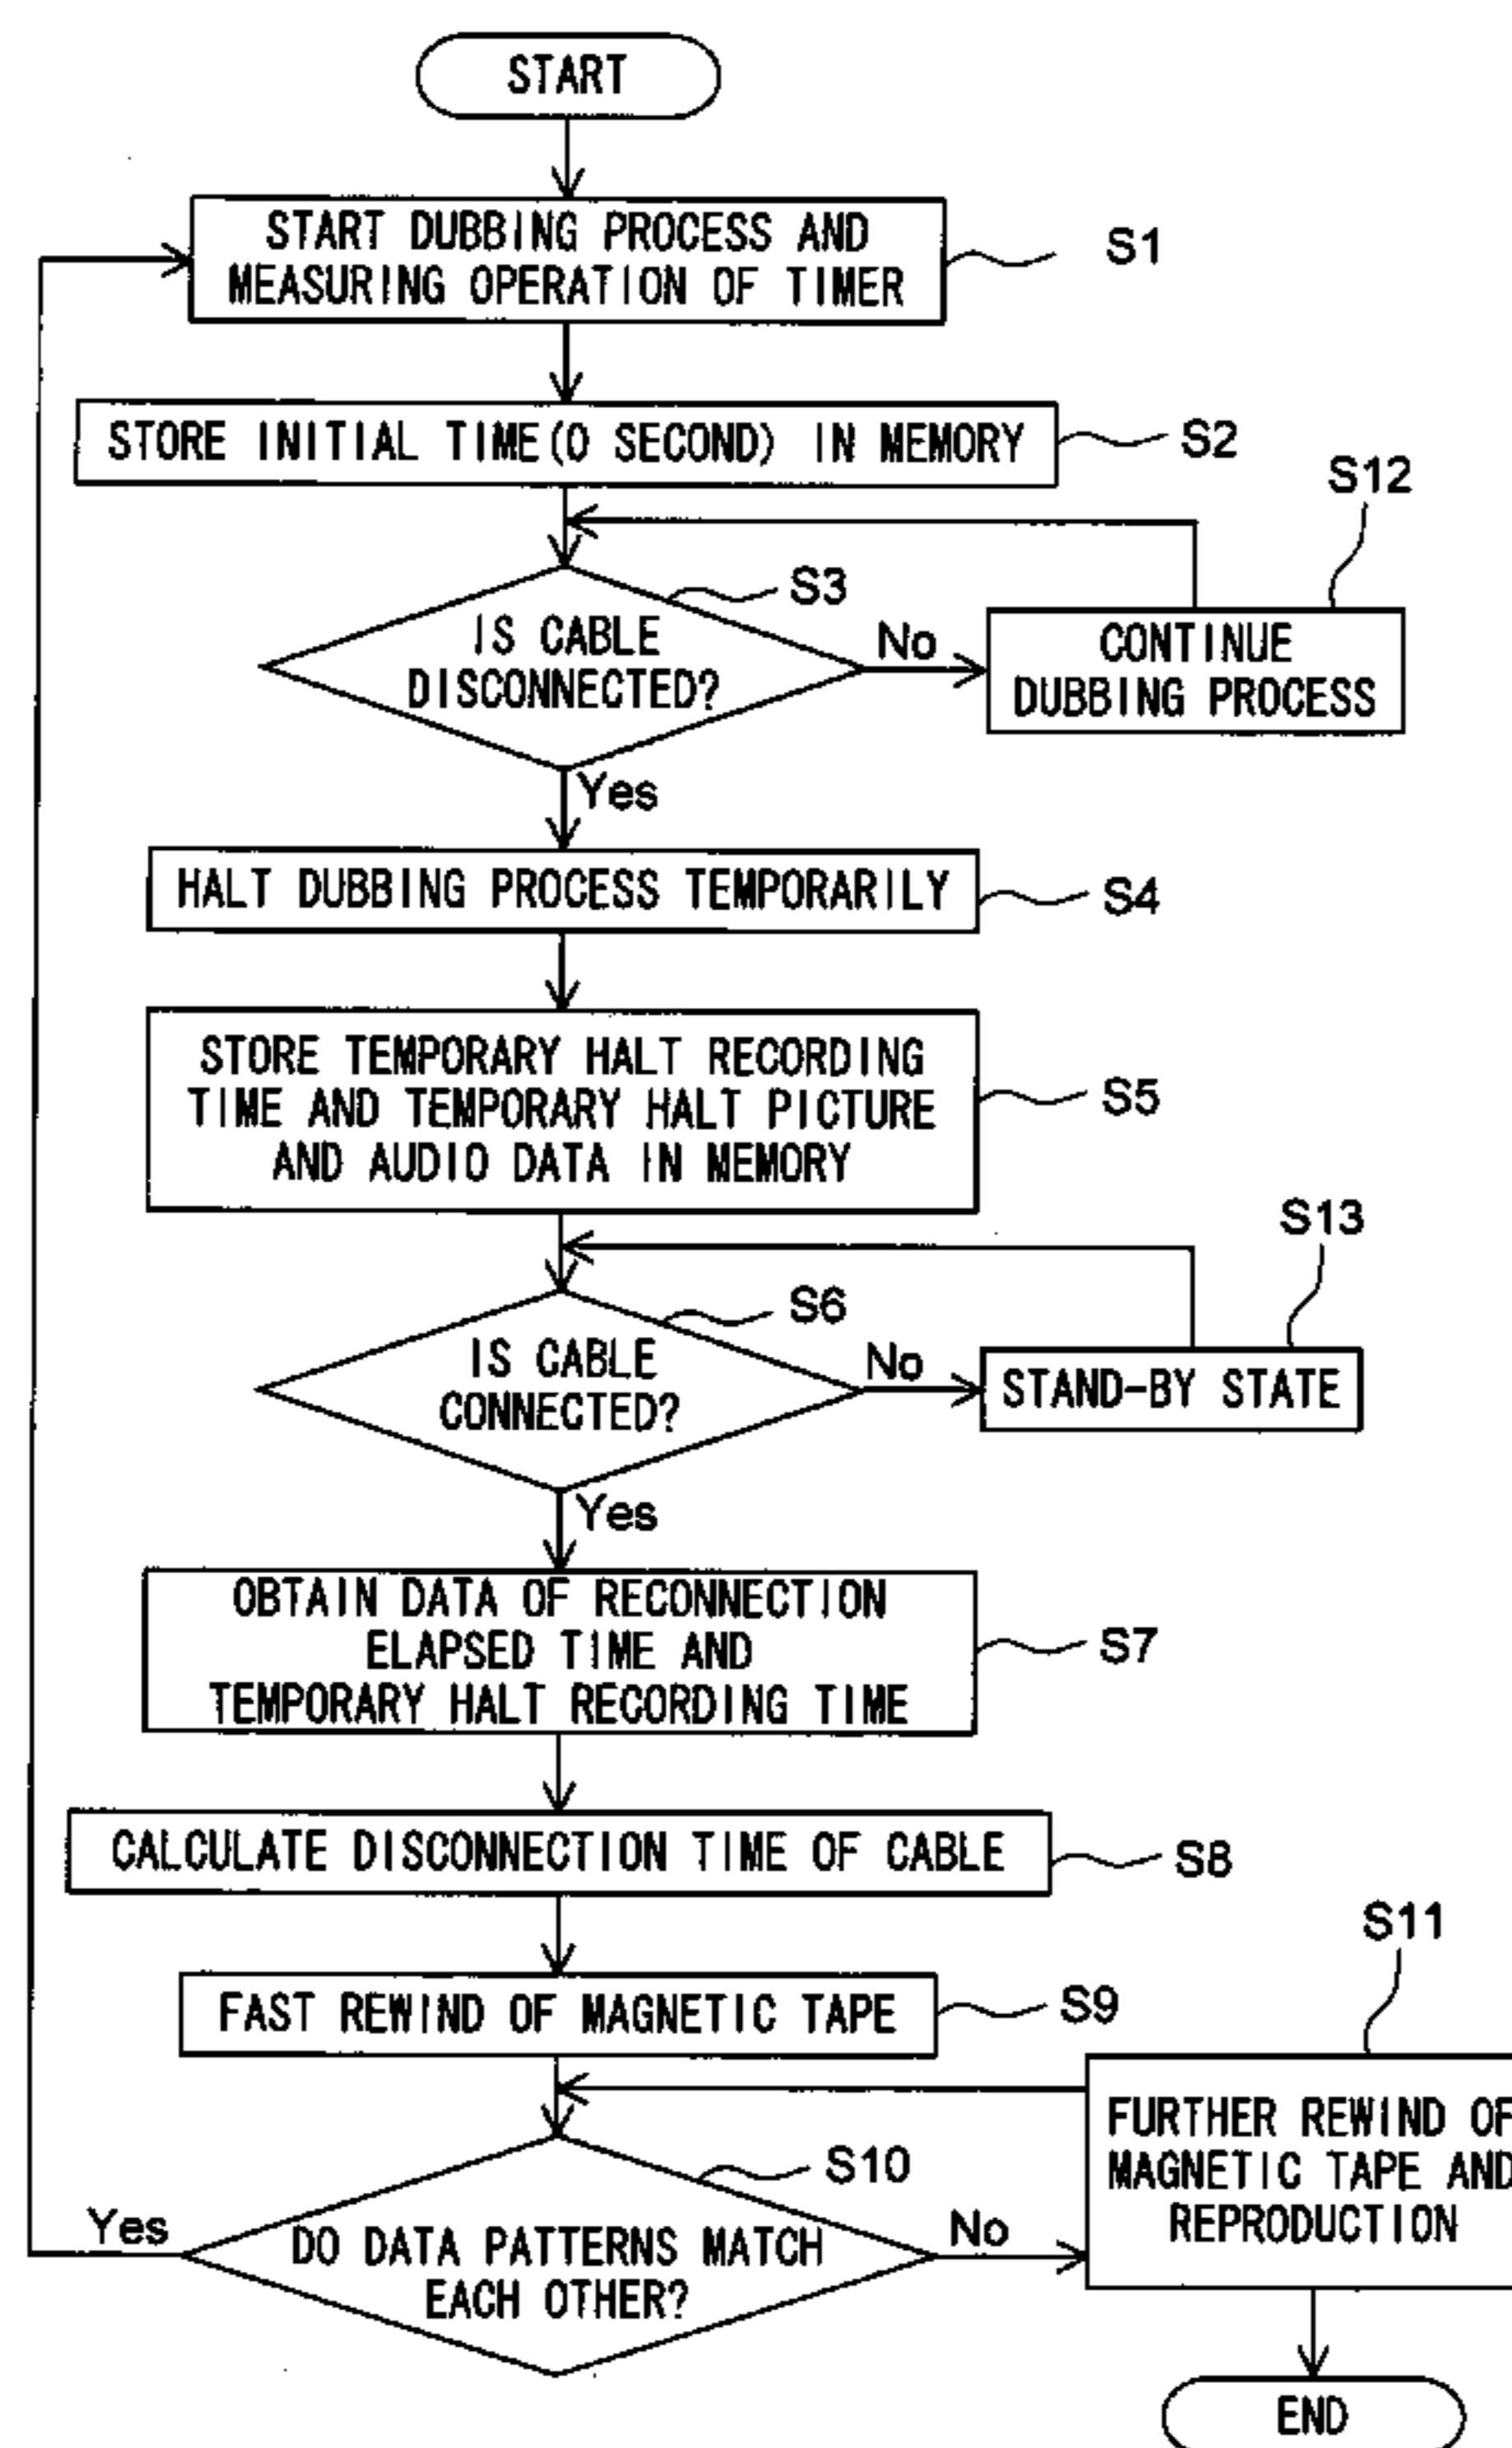 START
START DUBBING PROCESS AND
MEASURING OPERATION OF TIMER
S1
STORE INITIAL TIME(0 SECOND) IN MEMORY
S2
S12
S3
IS CABLE
DISCONNECTED?
No
CONTINUE
DUBBING PROCESS
Yes
HALT DUBBING PROCESS TEMPORARILY
S4
STORE TEMPORARY HALT RECORDING
TIME AND TEMPORARY HALT PICTURE
AND AUDIO DATA IN MEMORY
S5
S13
S6
IS CABLE
CONNECTED?
No
STAND-BY STATE
Yes
OBTAIN DATA OF RECONNECTION
ELAPSED TIME AND
TEMPORARY HALT RECORDING TIME
S7
CALCULATE DISCONNECTION TIME OF CABLE
S8
S11
FAST REWIND OF MAGNETIC TAPE
S9
FURTHER REWIND OF
MAGNETIC TAPE AND
REPRODUCTION
S10
Yes
DO DATA PATTERNS MATCH
EACH OTHER?
No
END